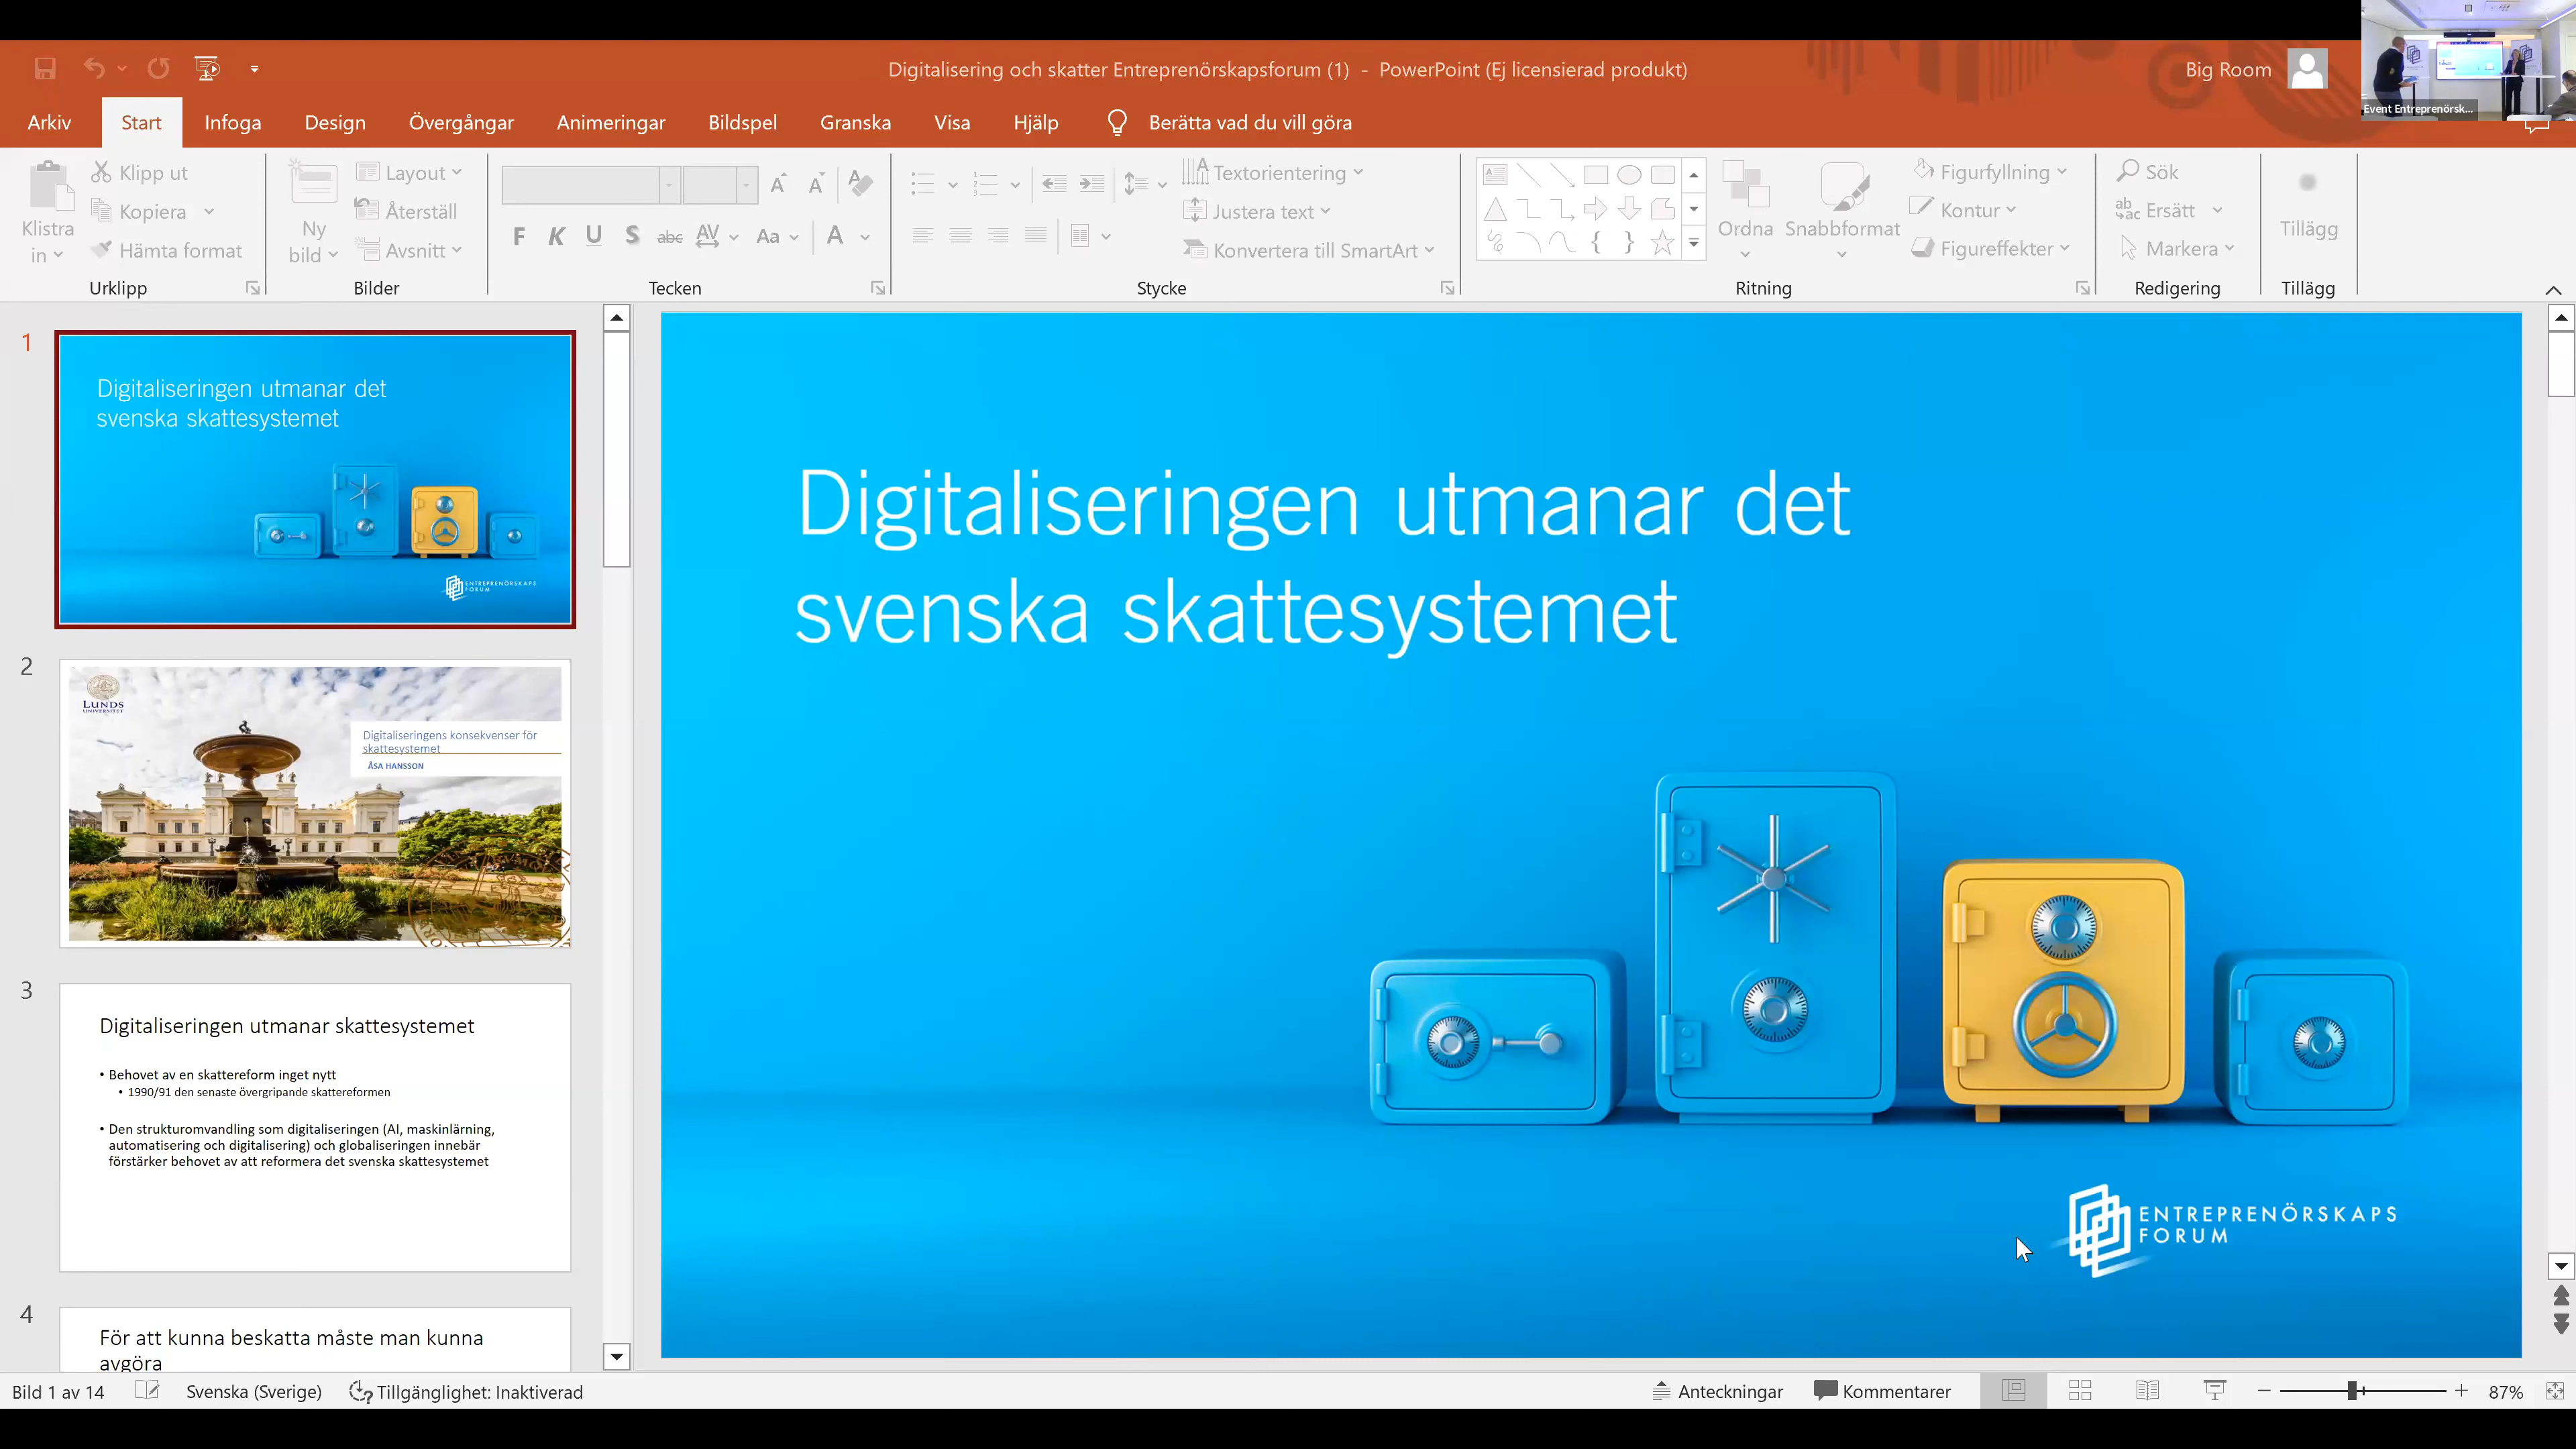 Digitalisering och skatter Entreprenörskapsforum (1) - PowerPoint (Ej licensierad produkt)
Big Room
Event Entreprenörsk...
Arkiv Start Infoga Design Övergångar Animeringar Bildspel Granska Visa Hjälp Berätta vad du vill göra
Klistra in
Klipp ut
Kopiera
Hämta format
Urklipp
Ny bild
Layout
Återställ
Avsnitt
Bilder
F K U S abc AV Aa A
Tecken
Textorientering
Justera text
Konvertera till SmartArt
Stycke
Ordna
Snabbformat
Figurfyllning
Kontur
Figureffekter
Ritning
Sök
Ersätt
Markera
Redigering
Tillägg
Tillägg
1
Digitaliseringen utmanar det
svenska skattesystemet
ENTREPRENÖRSKAPS
FORUM
2
LUNDS
UNIVERSITET
Digitaliseringens konsekvenser för
skattesystemet
ÅSA HANSSON
3
Digitaliseringen utmanar skattesystemet
• Behovet av en skattereform inget nytt
• 1990/91 den senaste övergripande skattereformen
• Den strukturomvandling som digitaliseringen (AI, maskinlärning,
automatisering och digitalisering) och globaliseringen innebär
förstärker behovet av att reformera det svenska skattesystemet
4
För att kunna beskatta måste man kunna
avgöra
Digitaliseringen utmanar det
svenska skattesystemet
ENTREPRENÖRSKAPS
FORUM
Bild 1 av 14 Svenska (Sverige) Tillgänglighet: Inaktiverad Anteckningar Kommentarer 87%